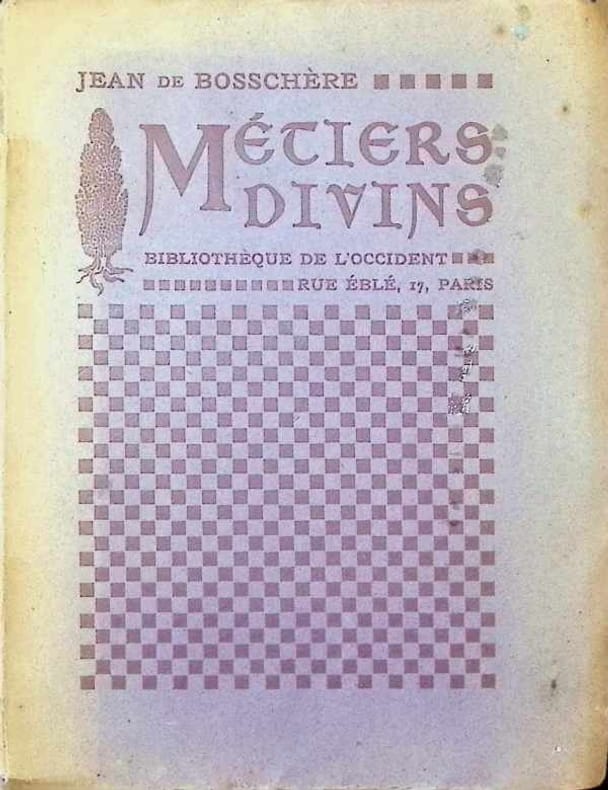 JEAN DE BOSSCHÈRE
MÉTIERS
DIVINS
BIBLIOTHÈQUE DE L'OCCIDENT
RUE ÉBLÉ, 17, PARIS